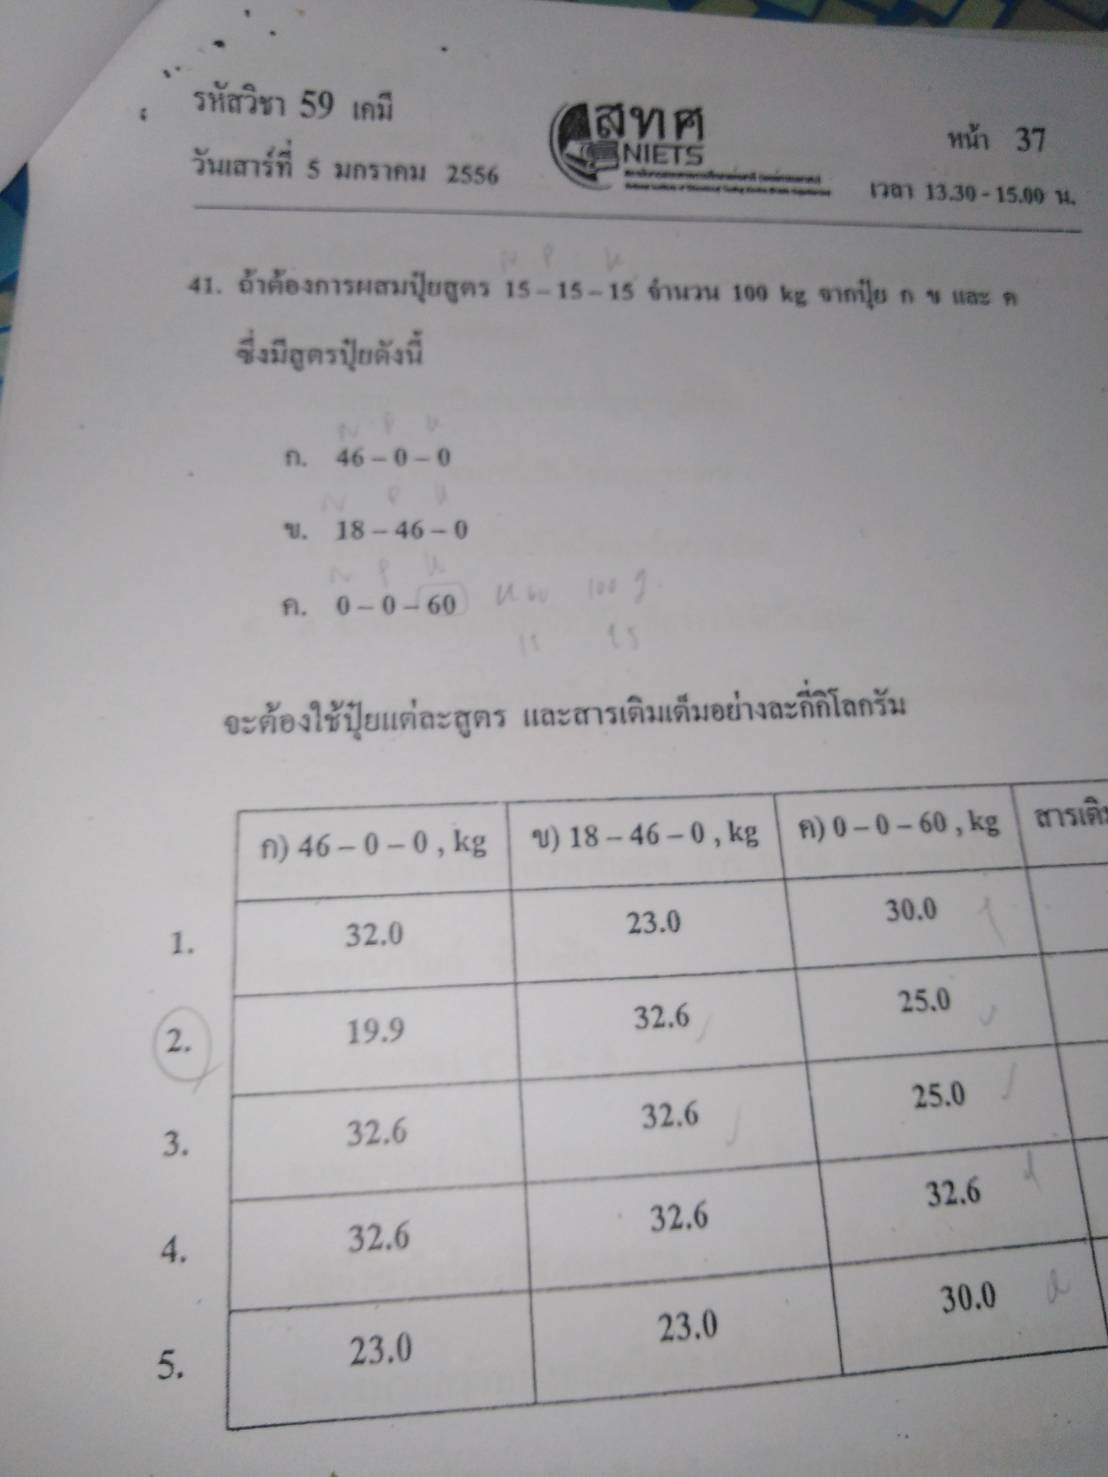 รหัสวิชา 59 เคมี
สทศ
NIETS
หน้า 37
วันเสาร์ที่ 5 มกราคม 2556
เวลา 13.30 - 15.00 น.
N P K
41. ถ้าต้องการผสมปุ๋ยสูตร 15 – 15 – 15 จำนวน 100 kg จากปุ๋ย ก ข และ ค
ซึ่งมีสูตรปุ๋ยดังนี้
N P K
ก. 46 – 0 – 0
N P K
ข. 18 – 46 – 0
N P K
ค. 0 – 0 – 60 K 60 100 g
15 25
จะต้องใช้ปุ๋ยแต่ละสูตร และสารเติมเต็มอย่างละกี่กิโลกรัม
ก) 46 – 0 – 0 , kg ข) 18 – 46 – 0 , kg ค) 0 – 0 – 60 , kg
1. 32.0 23.0 30.0
2. 19.9 32.6 25.0
3. 32.6 32.6 25.0
4. 32.6 32.6 32.6
5. 23.0 23.0 30.0